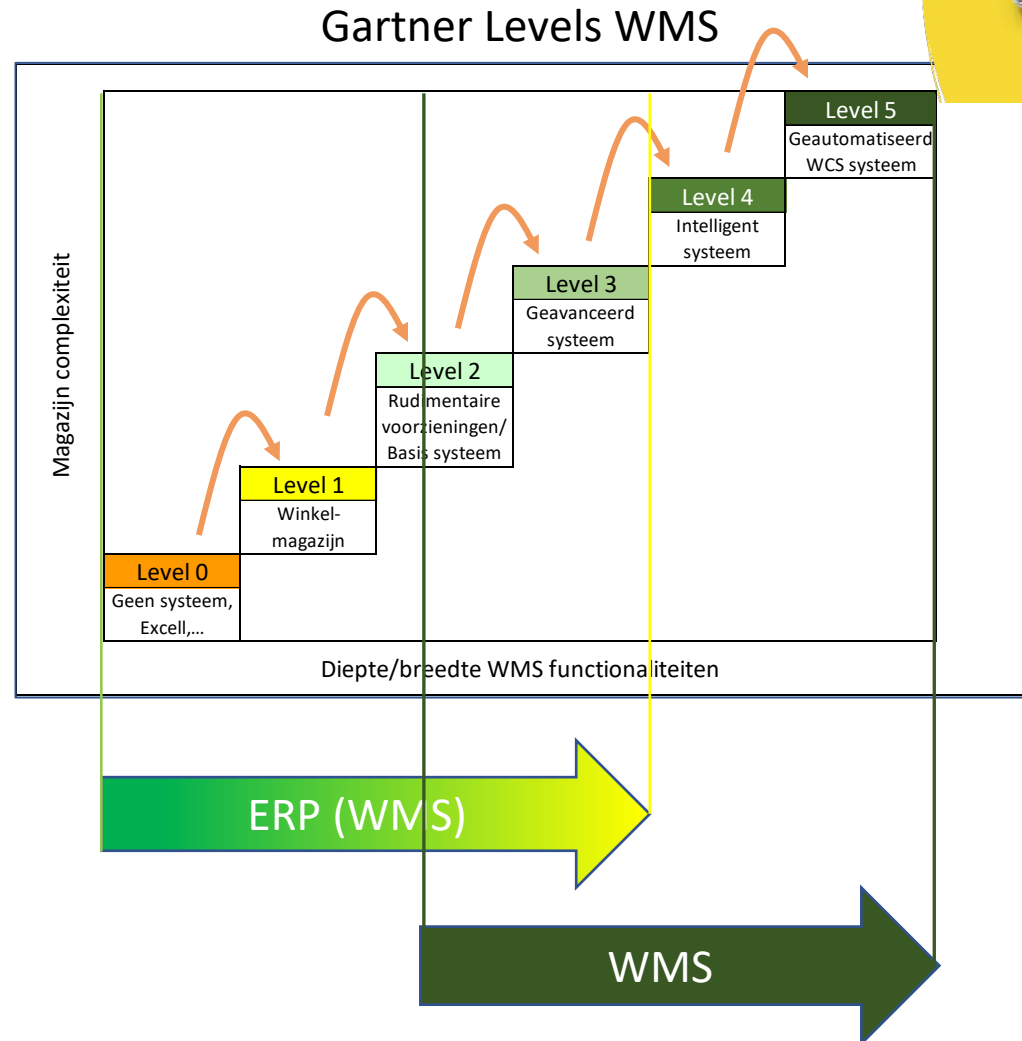 Gartner Levels WMS
Level 5
Geautomatiseerd
WCS systeem
Level 4
Intelligent
systeem
Level 3
Geavanceerd
systeem
Level 2
Rudimentaire
voorzieningen/
Basis systeem
Level 1
Winkel-
magazijn
Level 0
Geen systeem,
Excell,...
Magazijn complexiteit
Diepte/breedte WMS functionaliteiten
ERP (WMS)
WMS